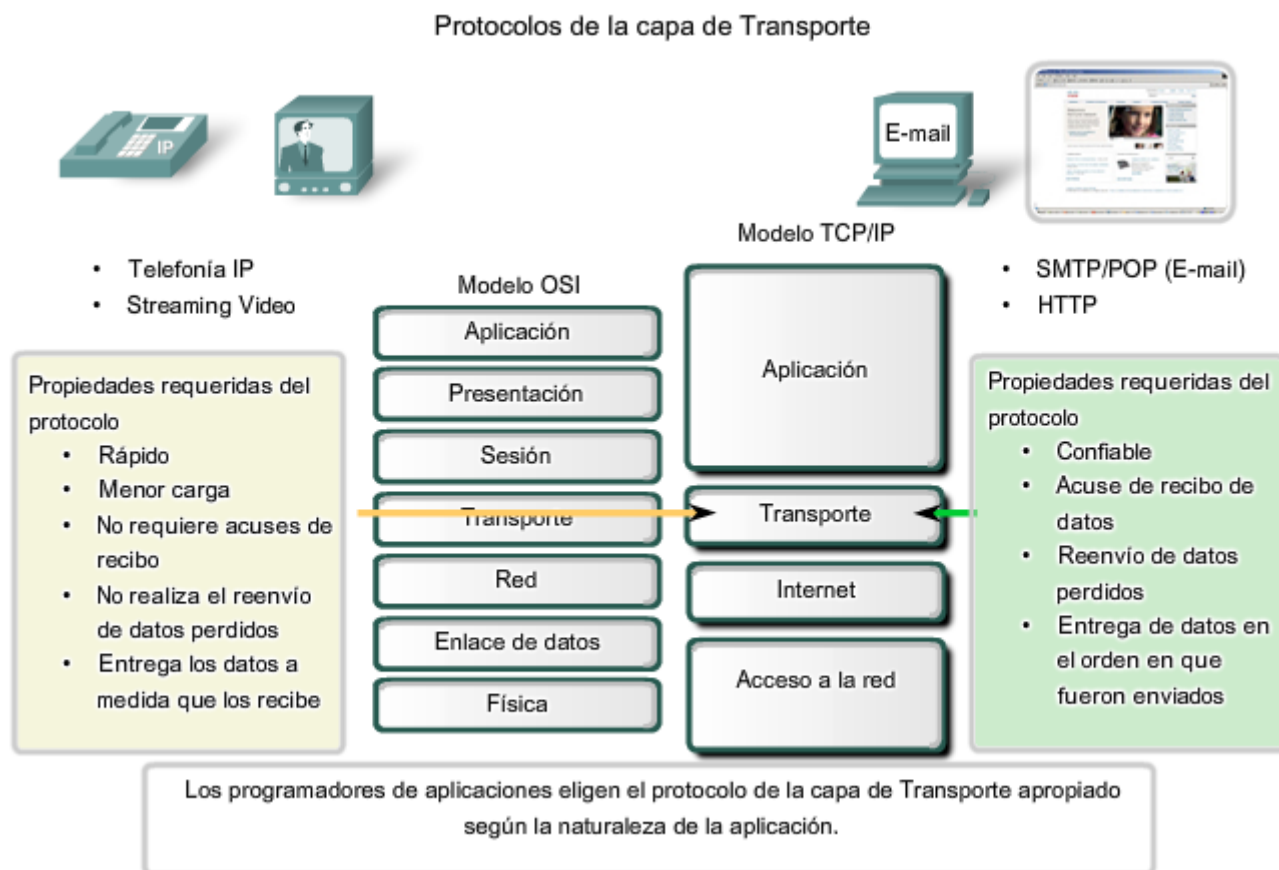 Protocolos de la capa de Transporte
IP
E-mail
• Telefonía IP
• Streaming Video
Modelo OSI
Aplicación
Presentación
Sesión
Transporte
Red
Enlace de datos
Física
Modelo TCP/IP
Aplicación
Transporte
Internet
Acceso a la red
• SMTP/POP (E-mail)
• HTTP
Propiedades requeridas del
protocolo
• Rápido
• Menor carga
• No requiere acuses de
recibo
• No realiza el reenvío
de datos perdidos
• Entrega los datos a
medida que los recibe
Propiedades requeridas del
protocolo
• Confiable
• Acuse de recibo de
datos
• Reenvío de datos
perdidos
• Entrega de datos en
el orden en que
fueron enviados
Los programadores de aplicaciones eligen el protocolo de la capa de Transporte apropiado
según la naturaleza de la aplicación.